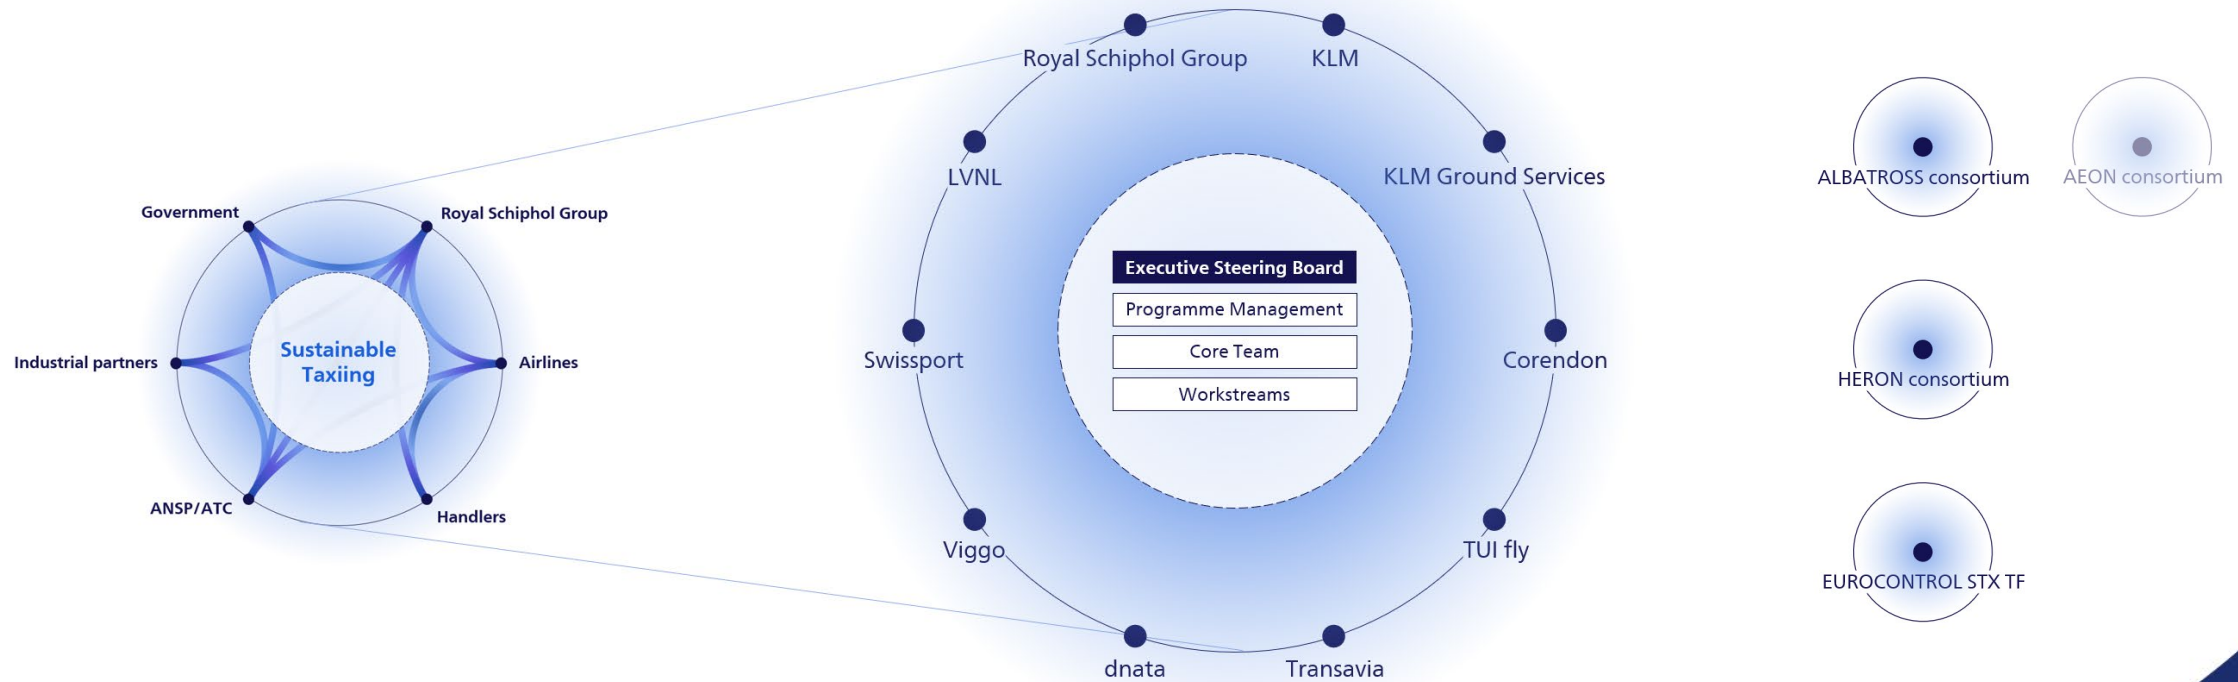 Government
Royal Schiphol Group
Industrial partners
Sustainable
Taxiing
Airlines
ANSP/ATC
Handlers
Royal Schiphol Group
KLM
LVNL
KLM Ground Services
Executive Steering Board
Programme Management
Core Team
Workstreams
Swissport
Corendon
Viggo
TUI fly
dnata
Transavia
ALBATROSS consortium
AEON consortium
HERON consortium
EUROCONTROL STX TF